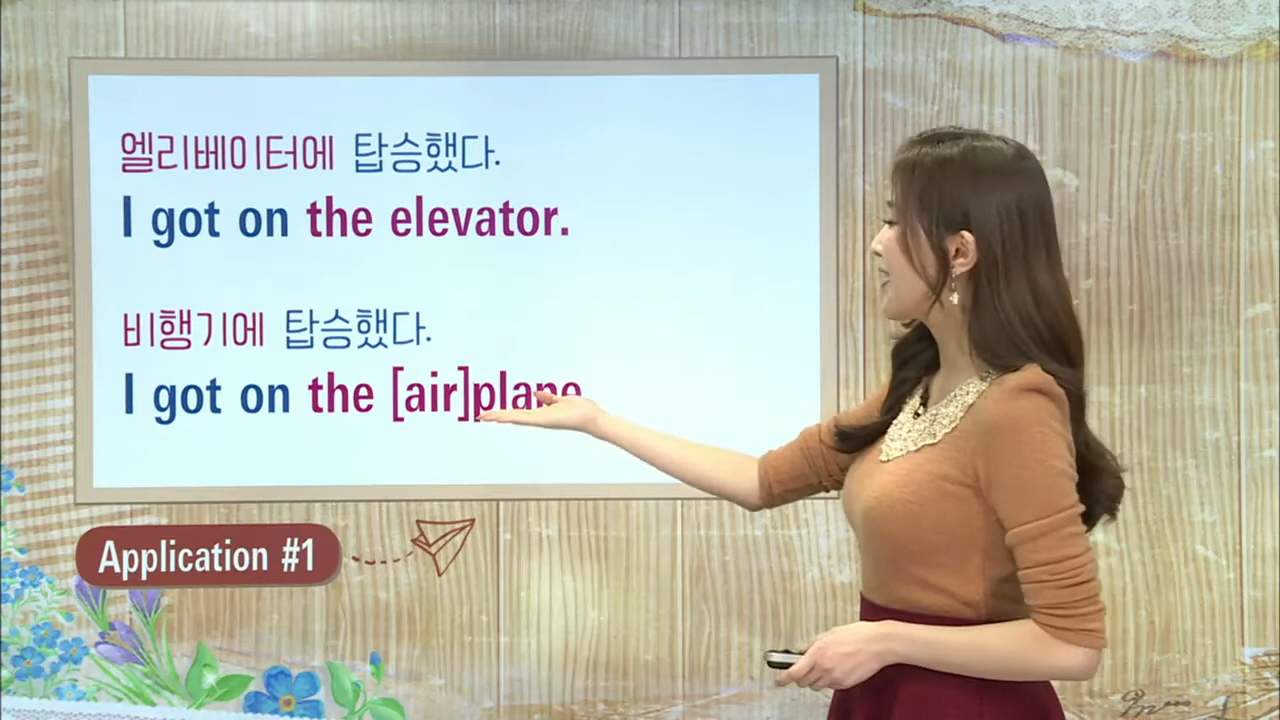 엘리베이터에 탑승했다.
I got on the elevator.
비행기에 탑승했다.
I got on the [air]plane
Application #1